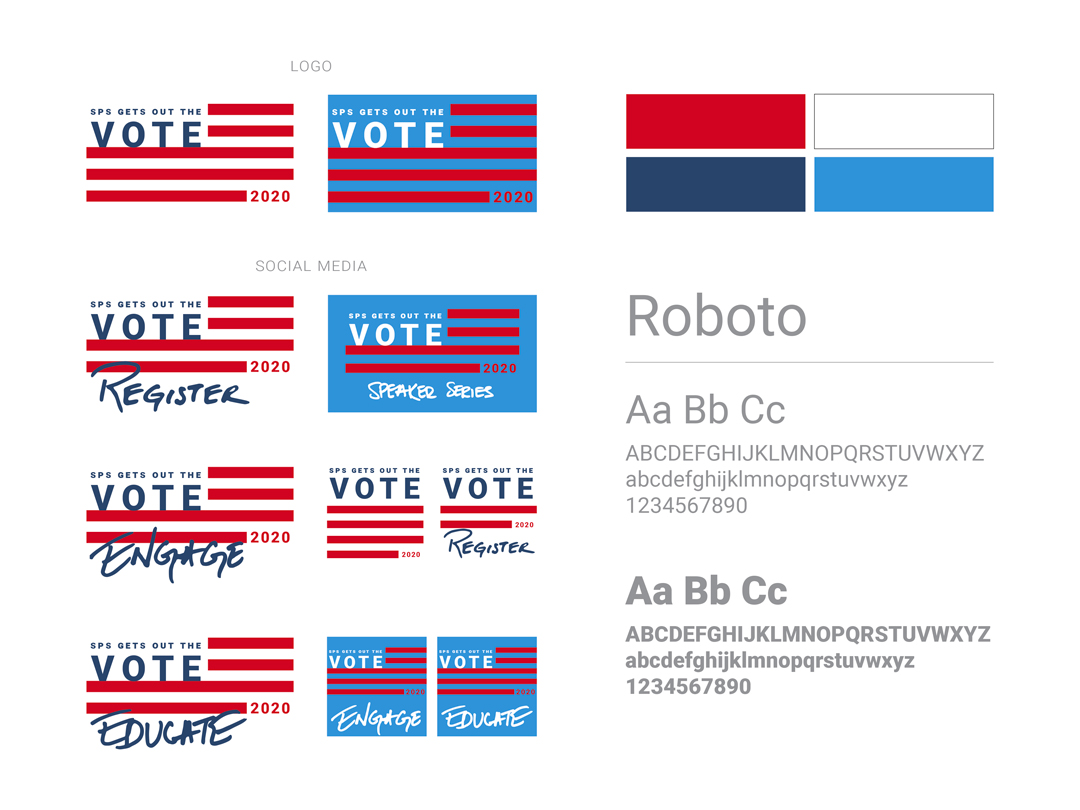 LOGO
SPS GETS OUT THE
VOTE
2020
SPS GETS OUT THE
VOTE
2020
SOCIAL MEDIA
SPS GETS OUT THE
VOTE
2020
REGISTER
SPS GETS OUT THE
VOTE
2020
SPEAKER SERIES
SPS GETS OUT THE
VOTE
2020
ENGAGE
SPS GETS OUT THE
VOTE
2020
SPS GETS OUT THE
VOTE
2020
REGISTER
SPS GETS OUT THE
VOTE
2020
EDUCATE
SPS GETS OUT THE
VOTE
2020
ENGAGE
SPS GETS OUT THE
VOTE
2020
EDUCATE
Roboto
Aa Bb Cc
ABCDEFGHIJKLMNOPQRSTUVWXYZ
abcdefghijklmnopqrstuvwxyz
1234567890
Aa Bb Cc
ABCDEFGHIJKLMNOPQRSTUVWXYZ
abcdefghijklmnopqrstuvwxyz
1234567890